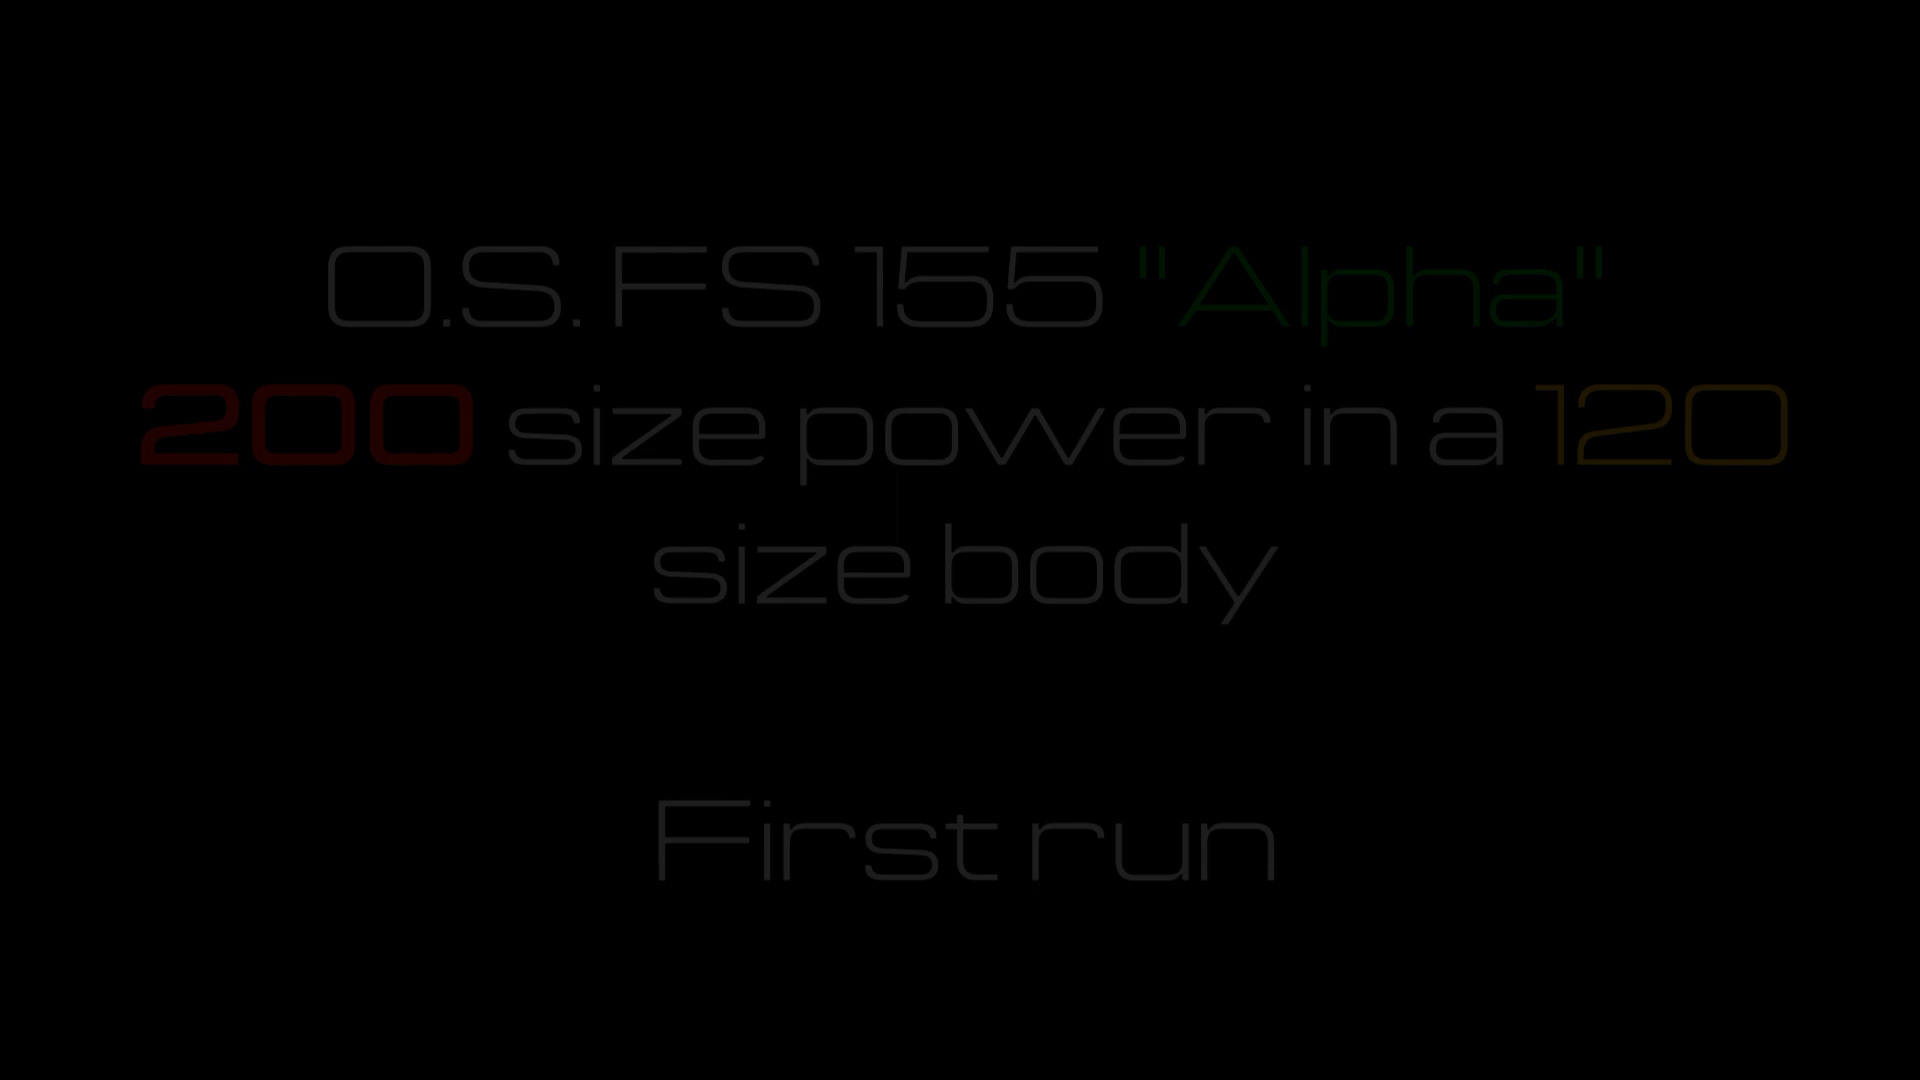 O.S. FS 155 "Alpha"
200 size power in a 120
size body
First run